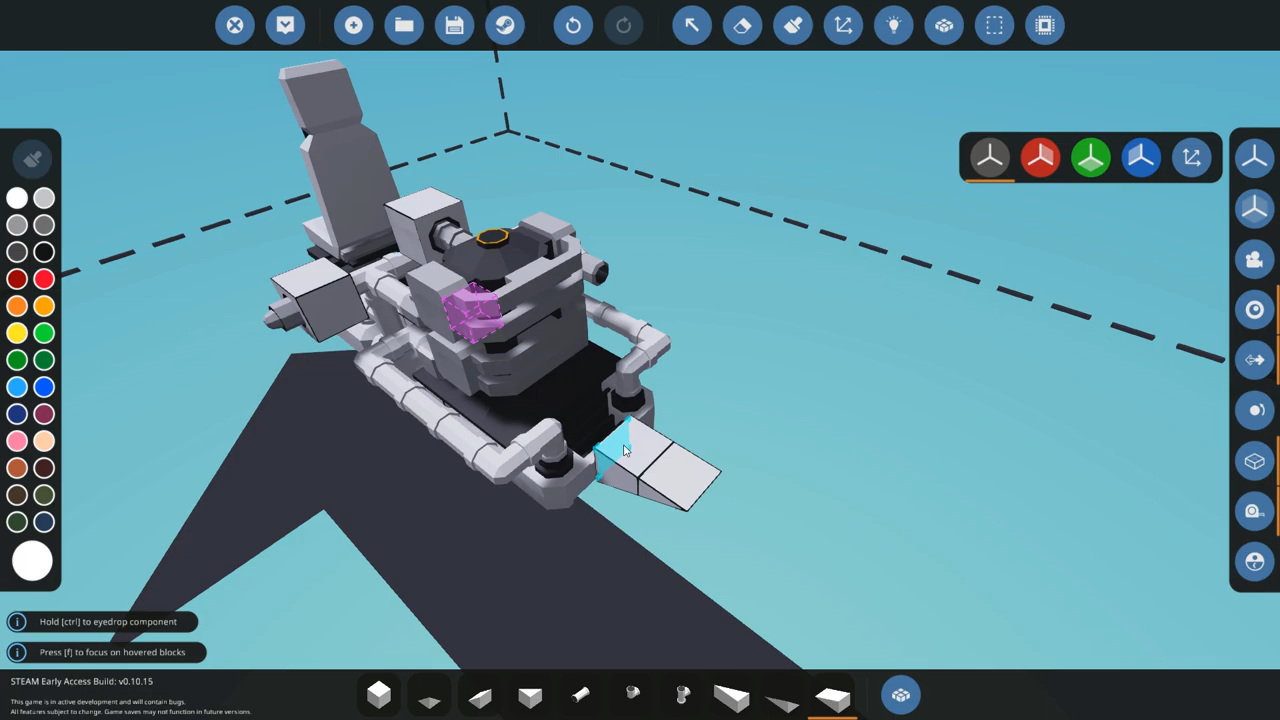 Hold [ctrl] to eyedrop component
Press [f] to focus on hovered blocks
STEAM Early Access Build: v0.10.15
This game is in active development and will contain bugs.
All features subject to change. Game saves may not function in future versions.